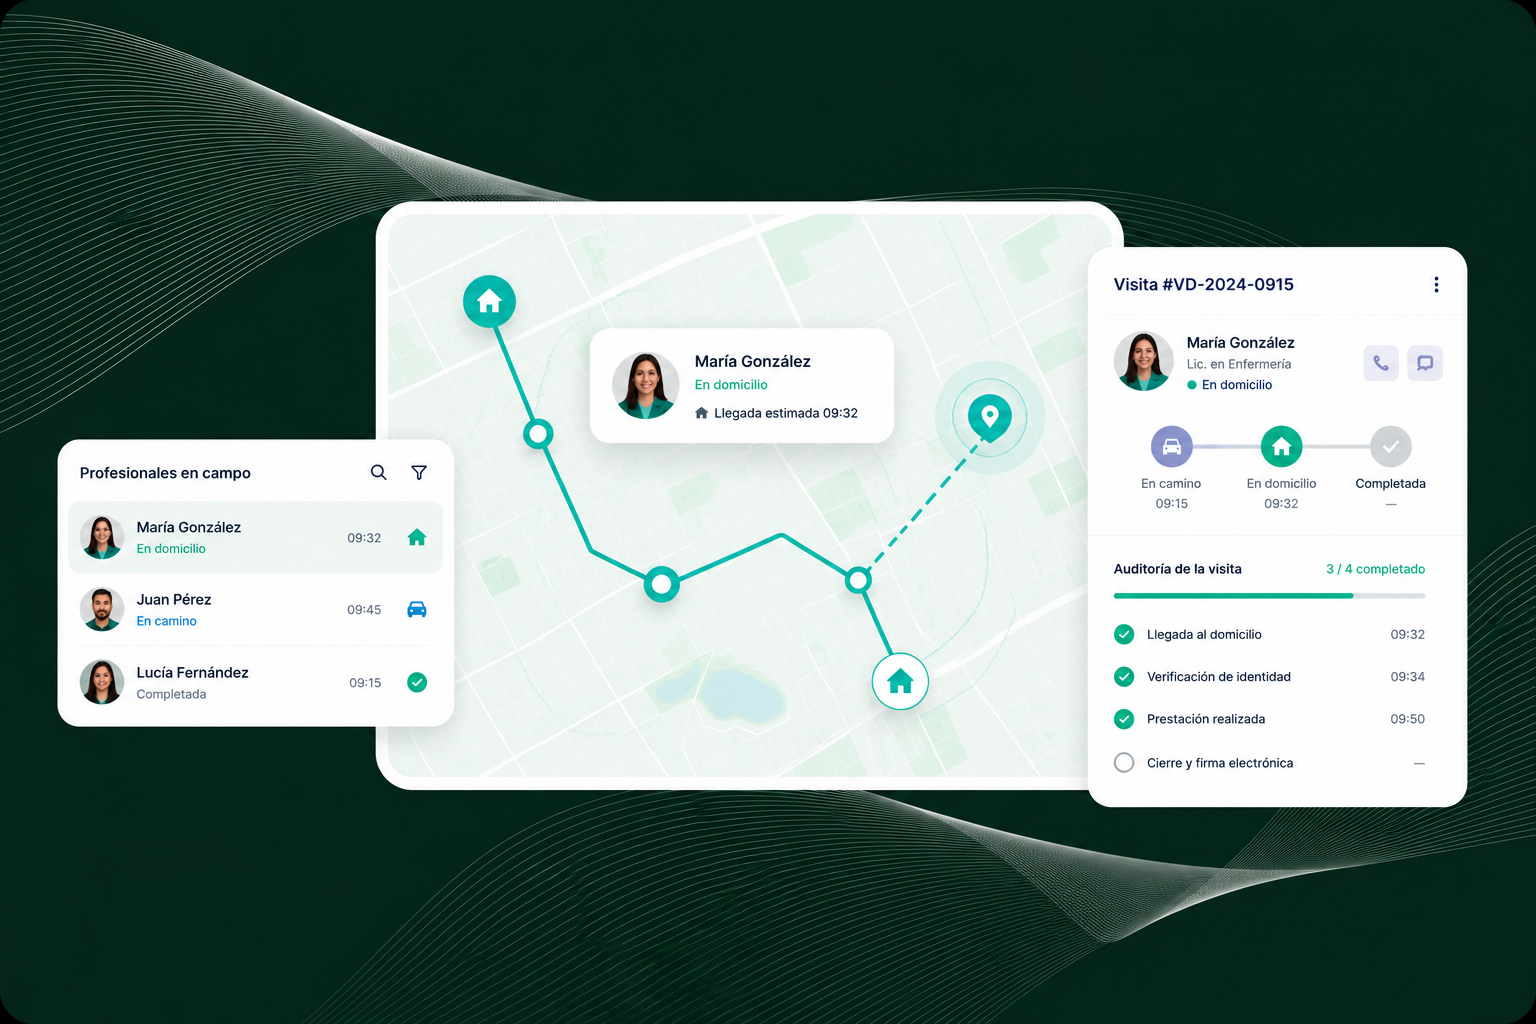 Profesionales en campo
María González
En domicilio
09:32
Juan Pérez
En camino
09:45
Lucía Fernández
Completada
09:15
María González
En domicilio
Llegada estimada 09:32
Visita #VD-2024-0915
María González
Lic. en Enfermería
En domicilio
En camino
09:15
En domicilio
09:32
Completada
—
Auditoría de la visita
3 / 4 completado
Llegada al domicilio
09:32
Verificación de identidad
09:34
Prestación realizada
09:50
Cierre y firma electrónica
—